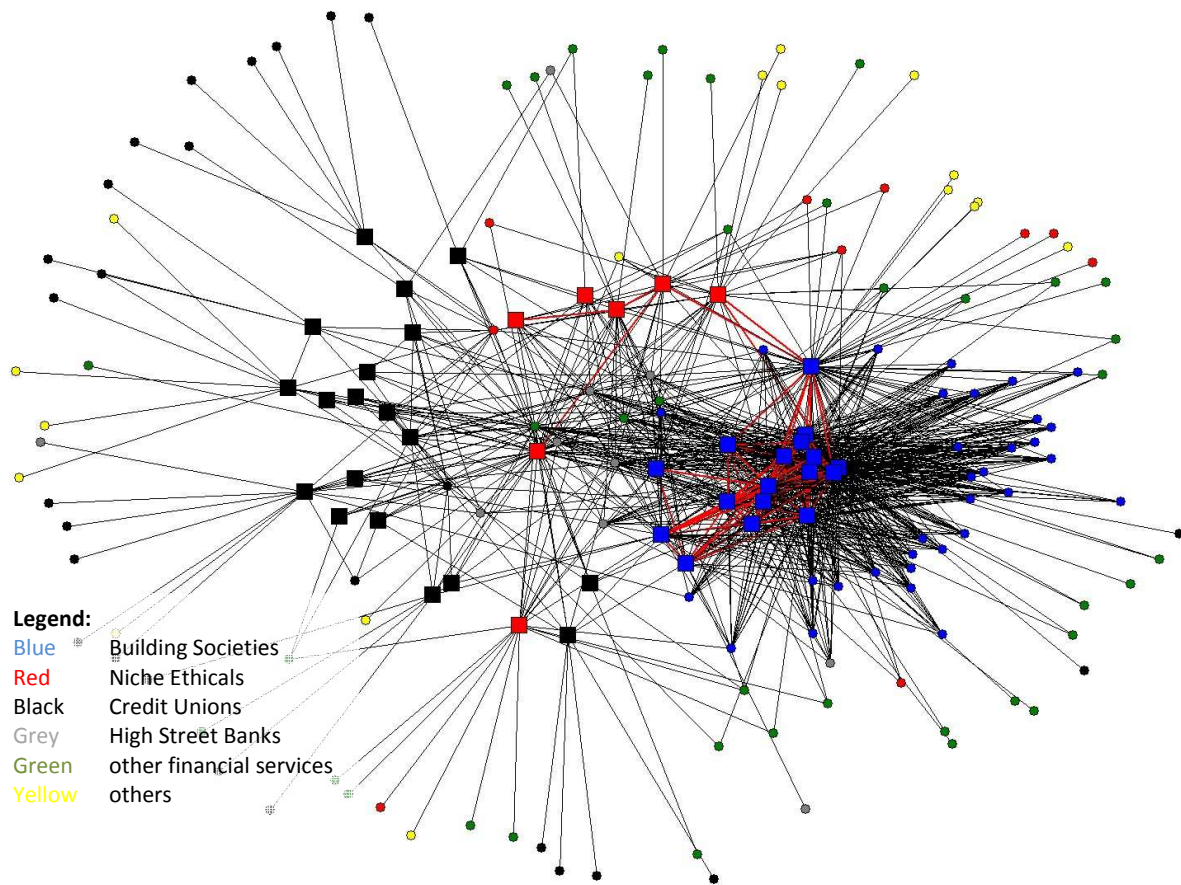 Legend:
Blue Building Societies
Red Niche Ethicals
Black Credit Unions
Grey High Street Banks
Green other financial services
Yellow others